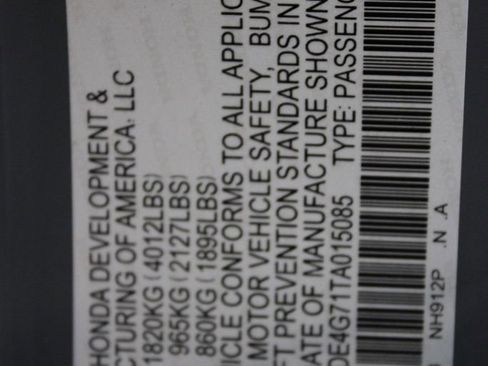 HONDA DEVELOPMENT &
CTURING OF AMERICA, LLC
1820KG (4012LBS)
965KG (2127LBS)
860KG (1895LBS)
ICLE CONFORMS TO ALL APPLIC
MOTOR VEHICLE SAFETY, BUM
FT PREVENTION STANDARDS IN
ATE OF MANUFACTURE SHOWN
DE4G71TA015085 TYPE: PASSENG
NH912P .N .A